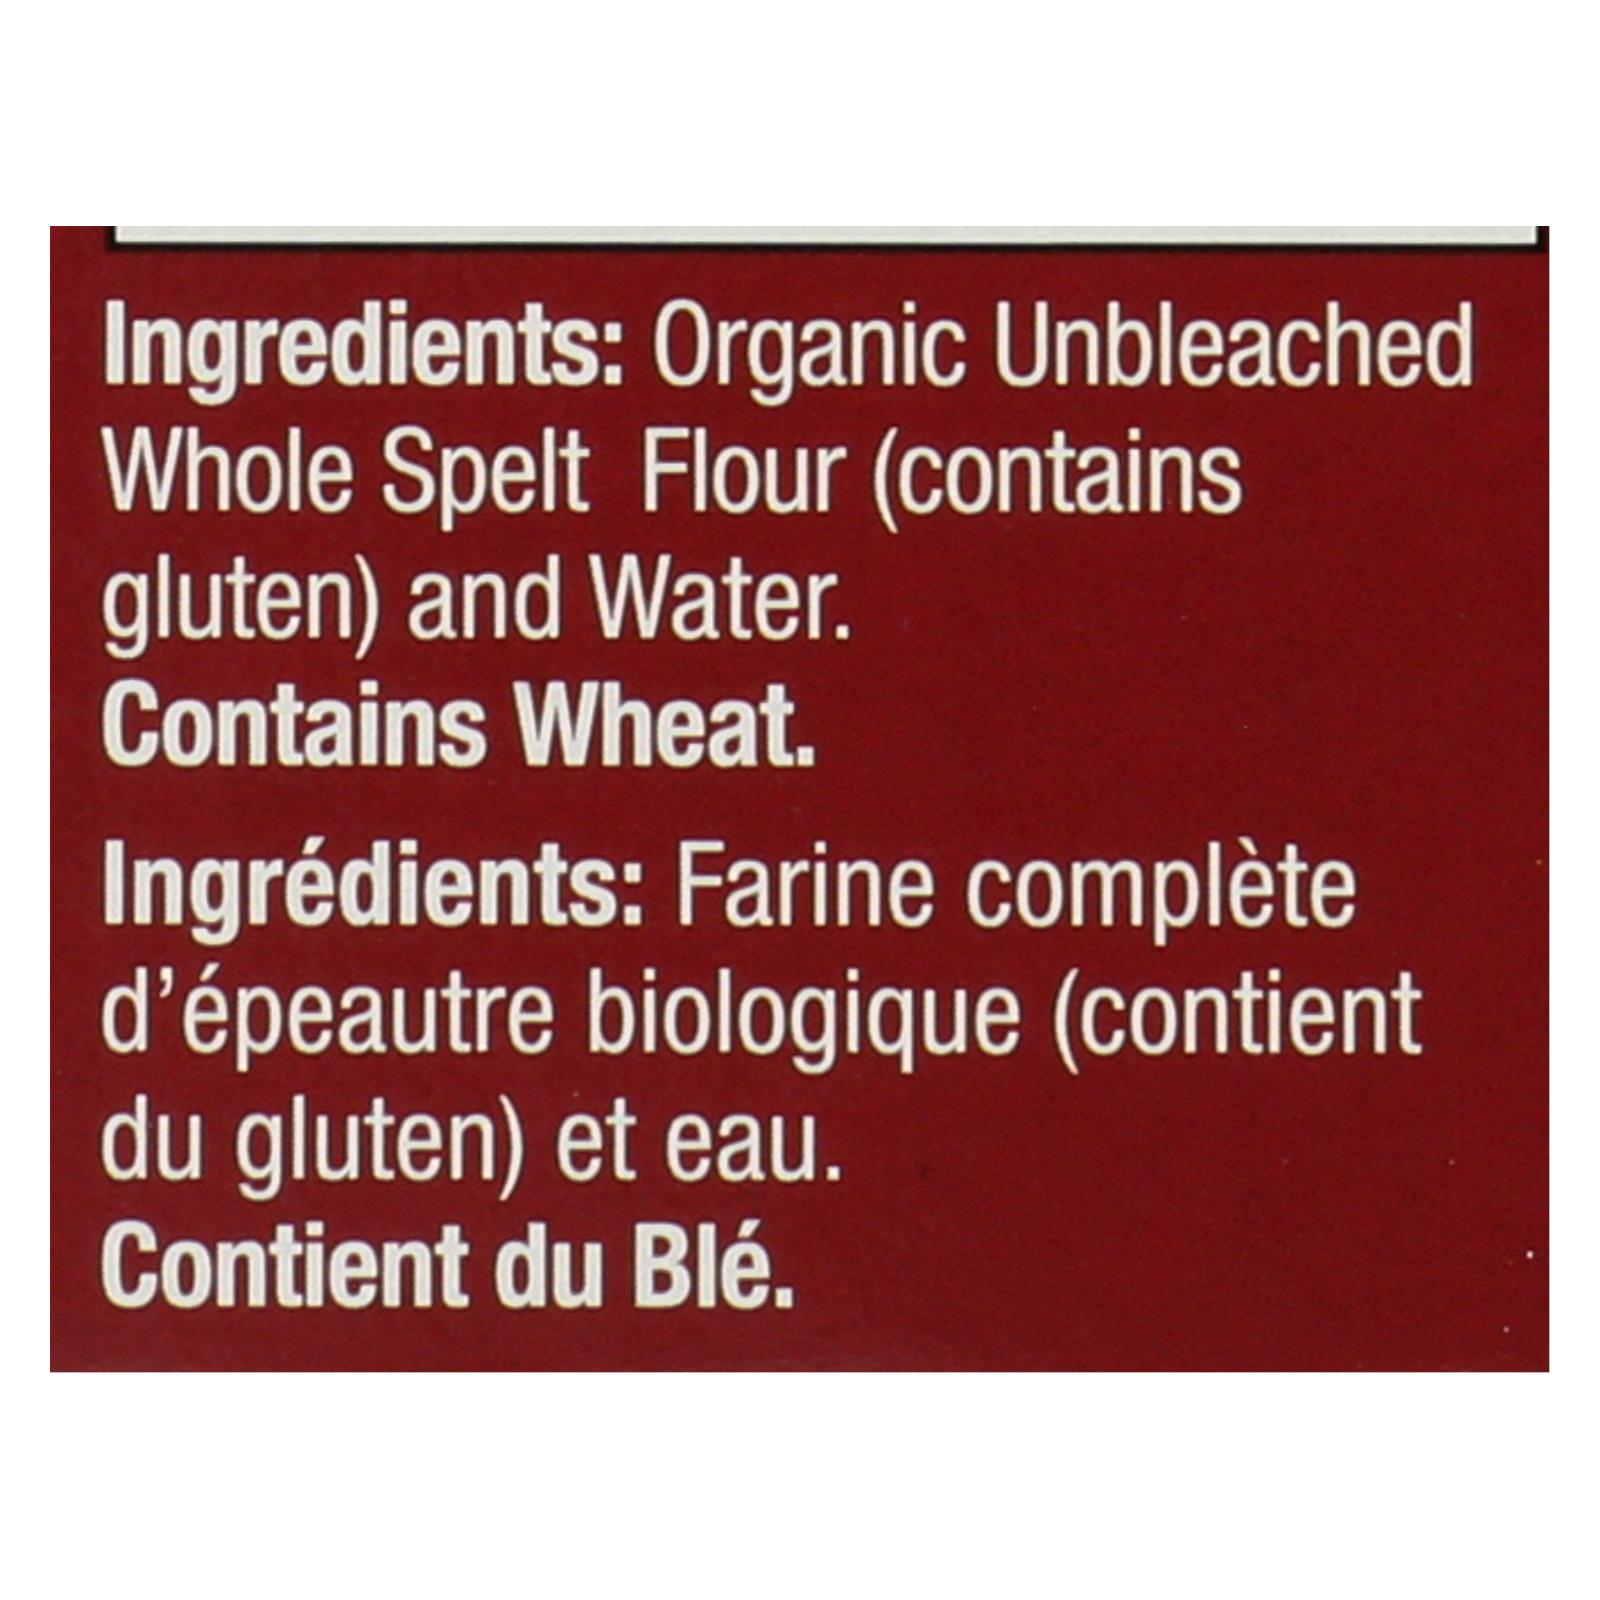 Ingredients: Organic Unbleached
Whole Spelt  Flour (contains
gluten) and Water.
Contains Wheat.
Ingrédients: Farine complète
d’épeautre biologique (contient
du gluten) et eau.
Contient du Blé.